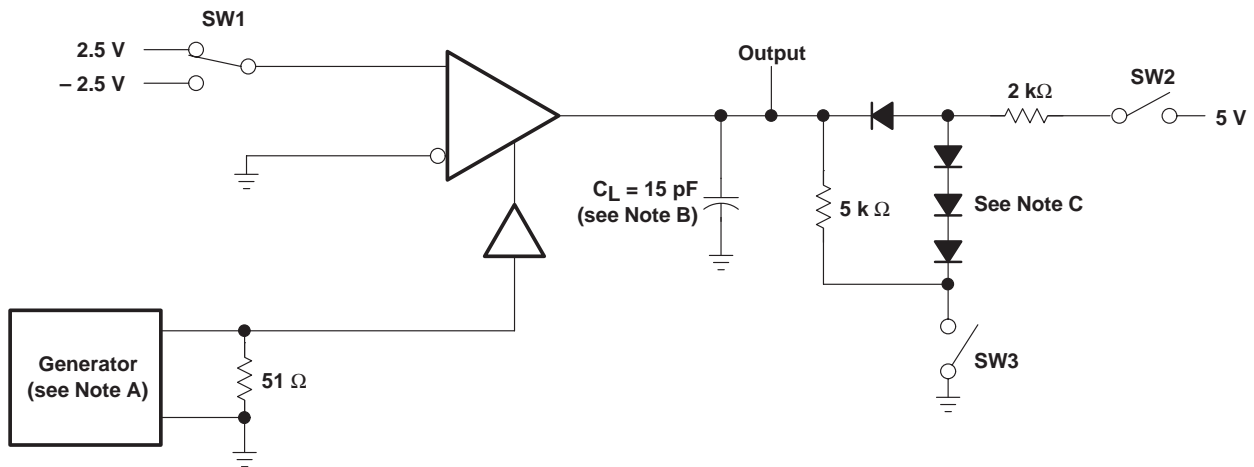 SW1
2.5 V
– 2.5 V
Output
SW2
2 kΩ
5 V
CL = 15 pF
(see Note B)
5 k Ω
See Note C
Generator
(see Note A)
51 Ω
SW3